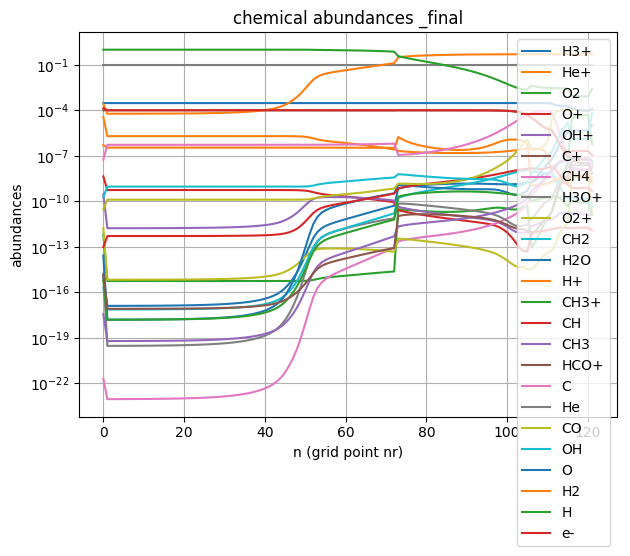 chemical abundances _final
abundances
10⁻¹
10⁻⁴
10⁻⁷
10⁻¹⁰
10⁻¹³
10⁻¹⁶
10⁻¹⁹
10⁻²²
0 20 40 60 80 100 120
n (grid point nr)
H3+
He+
O2
O+
OH+
C+
CH4
H3O+
O2+
CH2
H2O
H+
CH3+
CH
CH3
HCO+
C
He
CO
OH
O
H2
H
e-